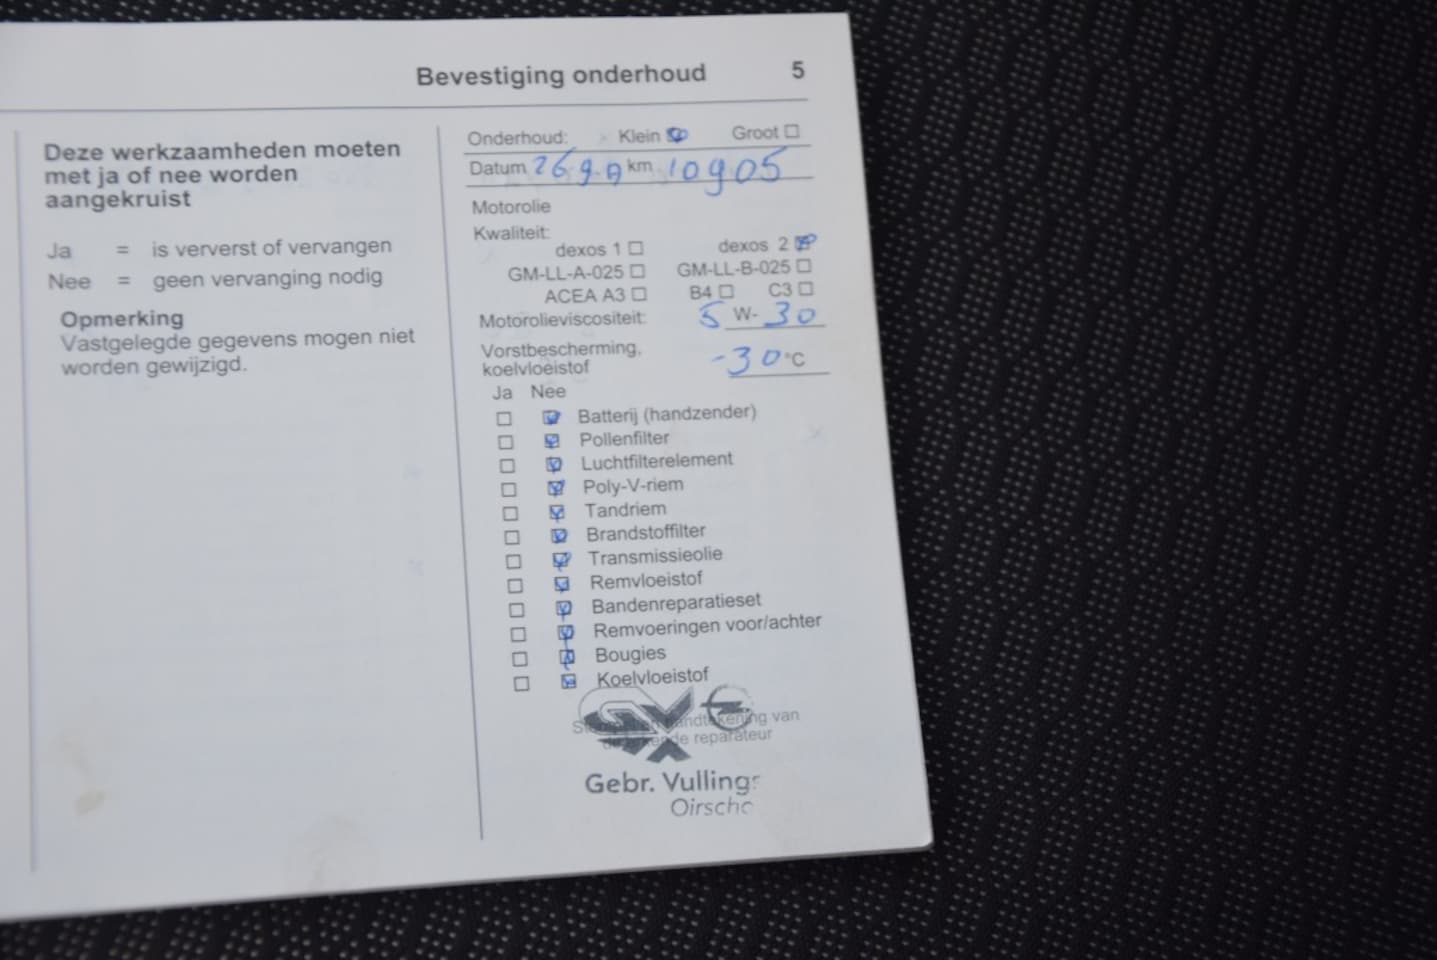 Bevestiging onderhoud 5
Deze werkzaamheden moeten
met ja of nee worden
aangekruist
Ja = is ververst of vervangen
Nee = geen vervanging nodig
Opmerking
Vastgelegde gegevens mogen niet
worden gewijzigd.
Onderhoud: Klein Groot
Datum km 10905
Motorolie
Kwaliteit:
dexos 1 dexos 2
GM-LL-A-025 GM-LL-B-025
ACEA A3 B4 C3
Motorolieviscositeit: 5 W- 30
Vorstbescherming,
koelvloeistof -30 °C
Ja Nee
Batterij (handzender)
Pollenfilter
Luchtfilterelement
Poly-V-riem
Tandriem
Brandstoffilter
Transmissieolie
Remvloeistof
Bandenreparatieset
Remvoeringen voor/achter
Bougies
Koelvloeistof
van
reparateur
Gebr. Vullings